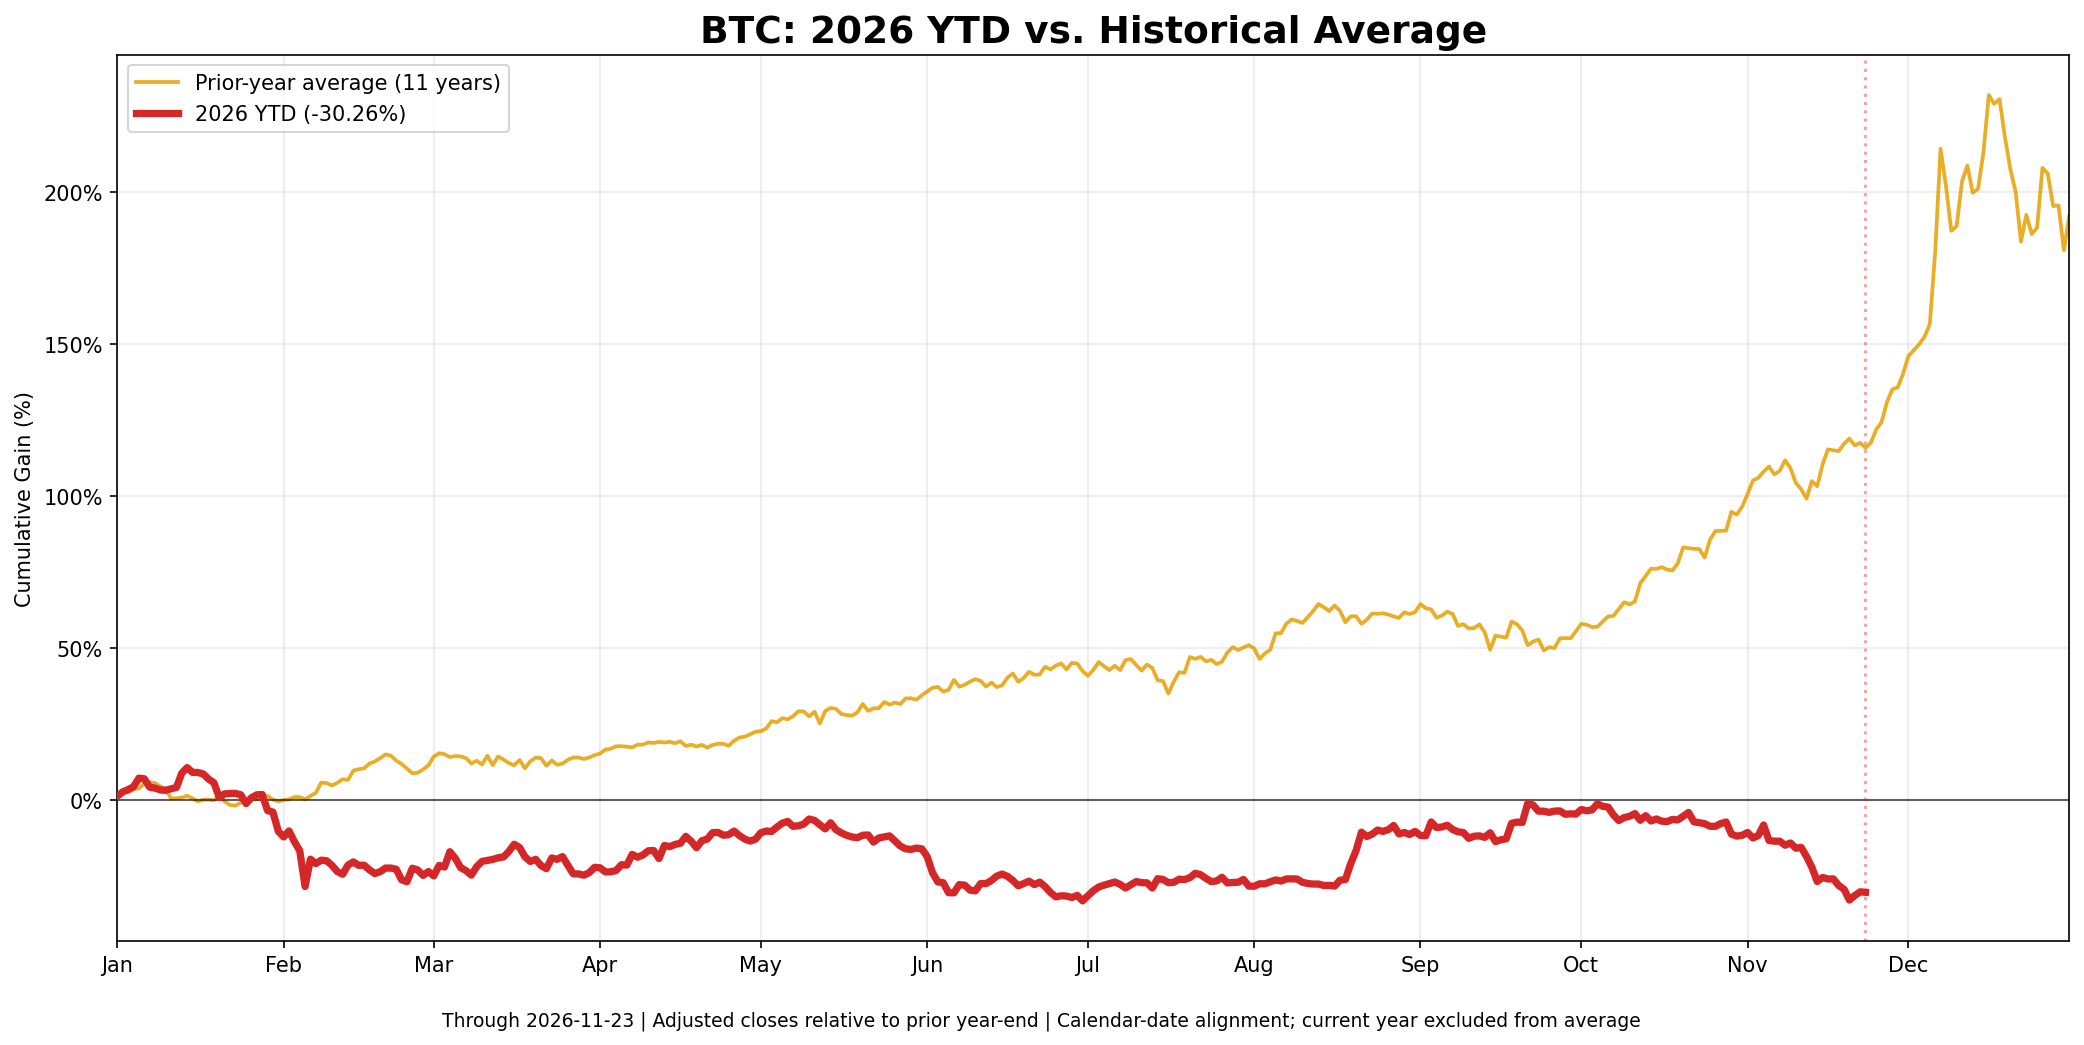 BTC: 2026 YTD vs. Historical Average
Prior-year average (11 years)
2026 YTD (-30.26%)
Cumulative Gain (%)
200%
150%
100%
50%
0%
Jan Feb Mar Apr May Jun Jul Aug Sep Oct Nov Dec
Through 2026-11-23 | Adjusted closes relative to prior year-end | Calendar-date alignment; current year excluded from average